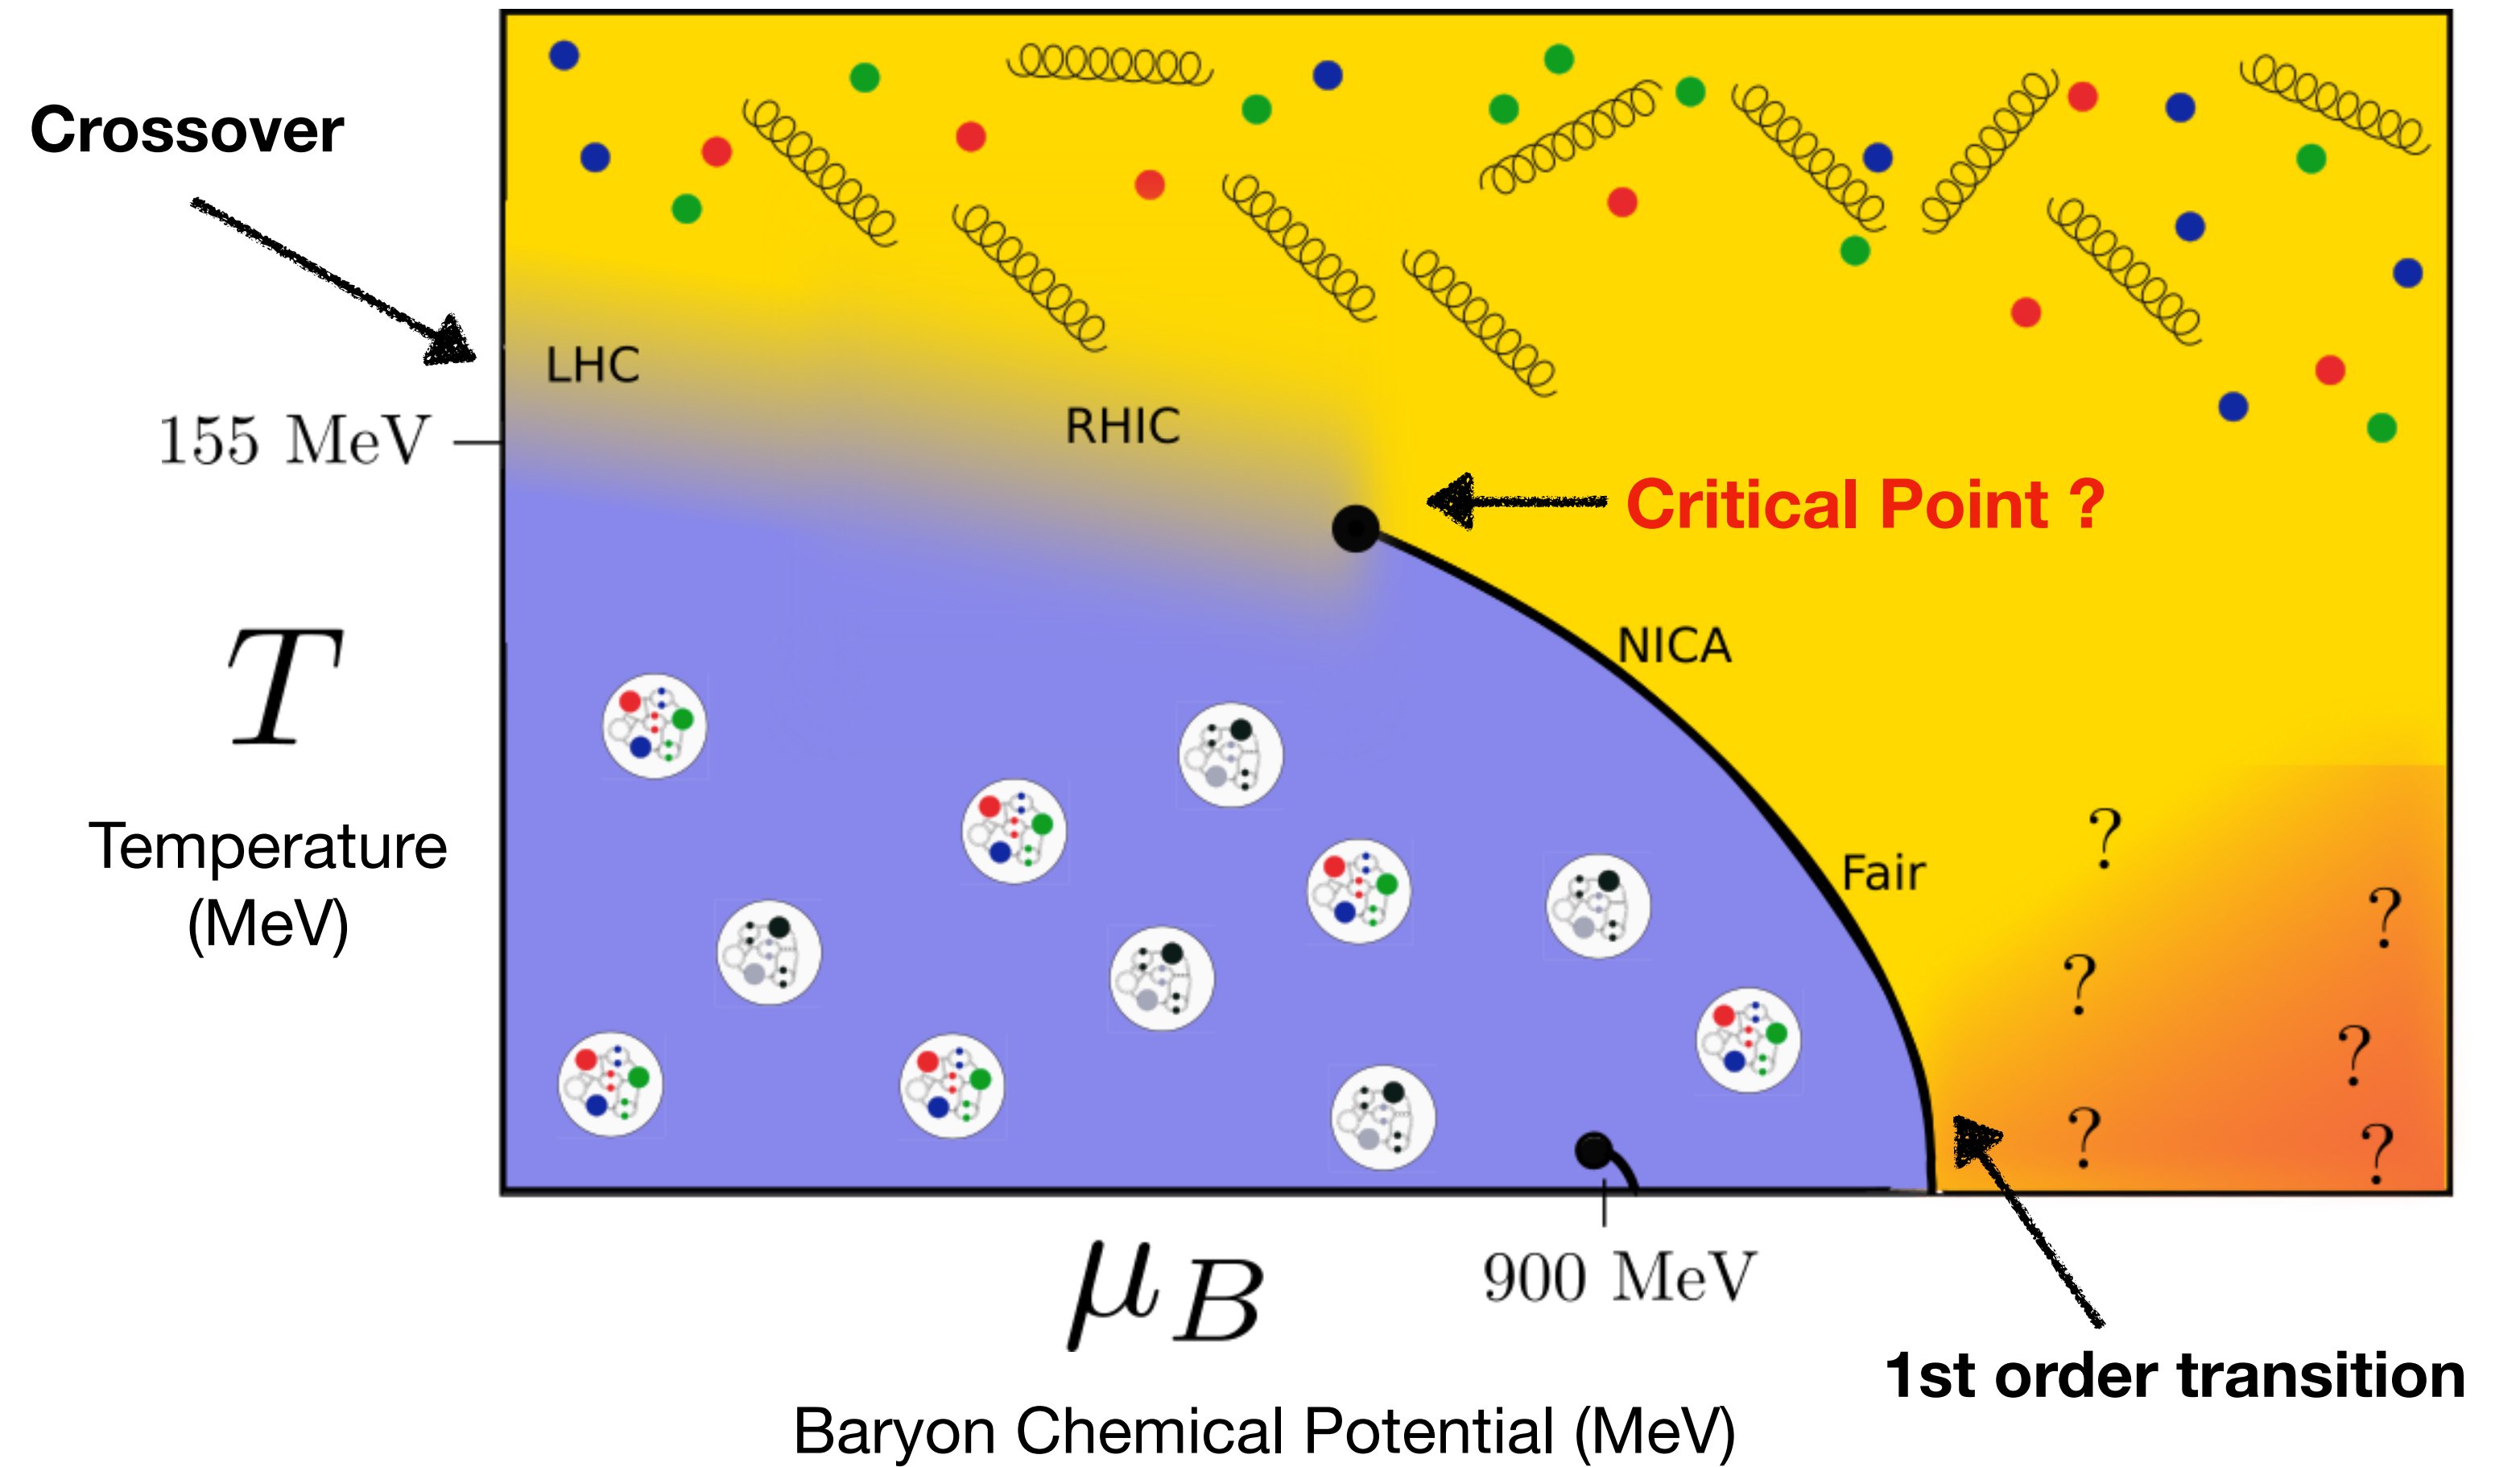 Crossover
LHC
RHIC
155 MeV
Critical Point ?
T
NICA
Temperature
(MeV)
Fair
?
?
?
?
?
?
900 MeV
μB
1st order transition
Baryon Chemical Potential (MeV)